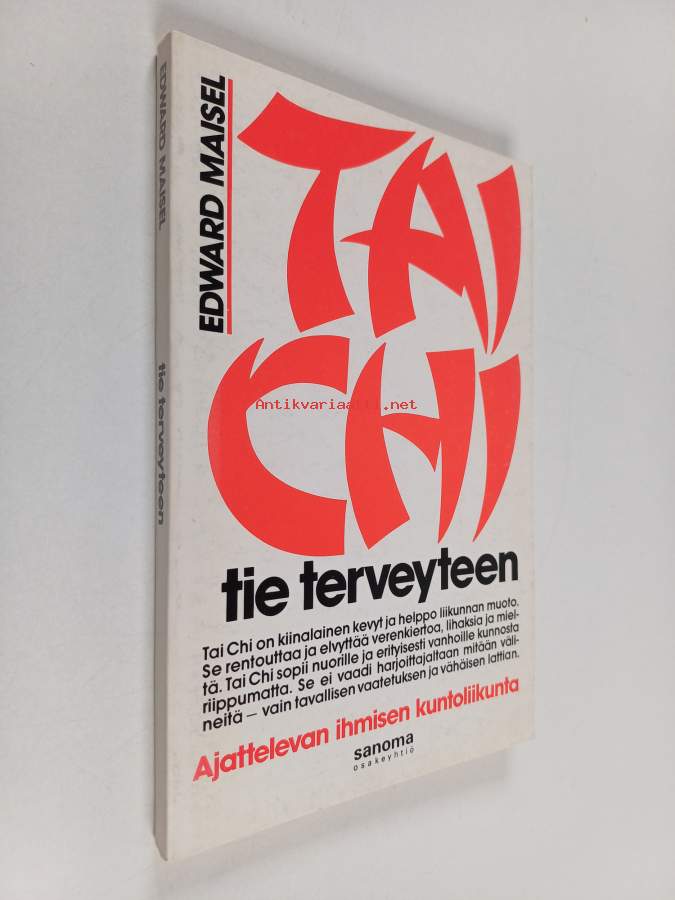 EDWARD MAISEL
tie terveyteen
EDWARD MAISEL
TAI
CHI
Antikvariaatti.net
tie terveyteen
Tai Chi on kiinalainen kevyt ja helppo liikunnan muoto.
Se rentouttaa ja elvyttää verenkiertoa, lihaksia ja miel-
tä. Tai Chi sopii nuorille ja erityisesti vanhoille kunnosta
riippumatta. Se ei vaadi harjoittajaltaan mitään väli-
neitä – vain tavallisen vaatetuksen ja vähäisen lattian.
Ajattelevan ihmisen kuntoliikunta
sanoma
osakeyhtiö